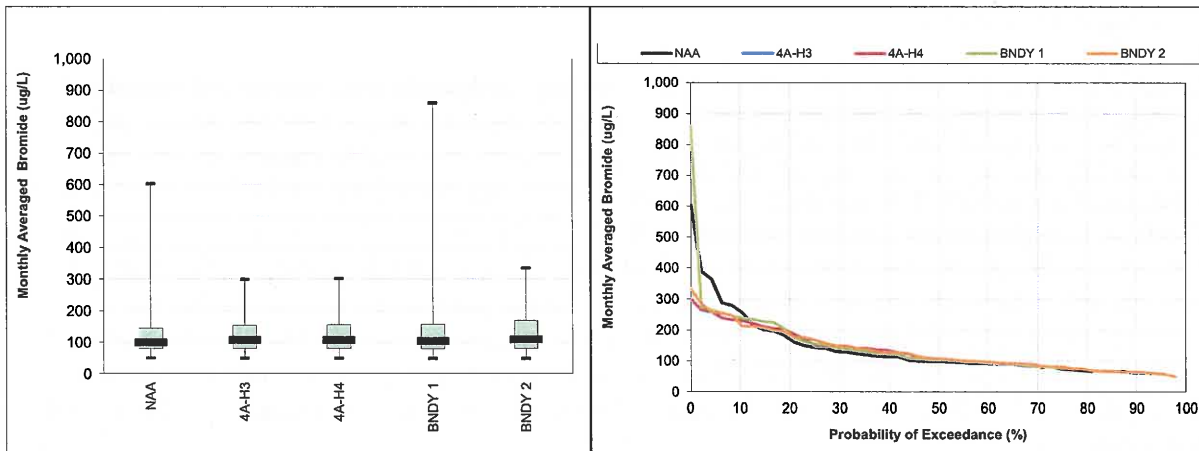 Monthly Averaged Bromide (ug/L)
1,000
900
800
700
600
500
400
300
200
100
0
NAA
4A-H3
4A-H4
BNDY 1
BNDY 2
NAA 4A-H3 4A-H4 BNDY 1 BNDY 2
Monthly Averaged Bromide (ug/L)
1,000
900
800
700
600
500
400
300
200
100
0
0 10 20 30 40 50 60 70 80 90 100
Probability of Exceedance (%)